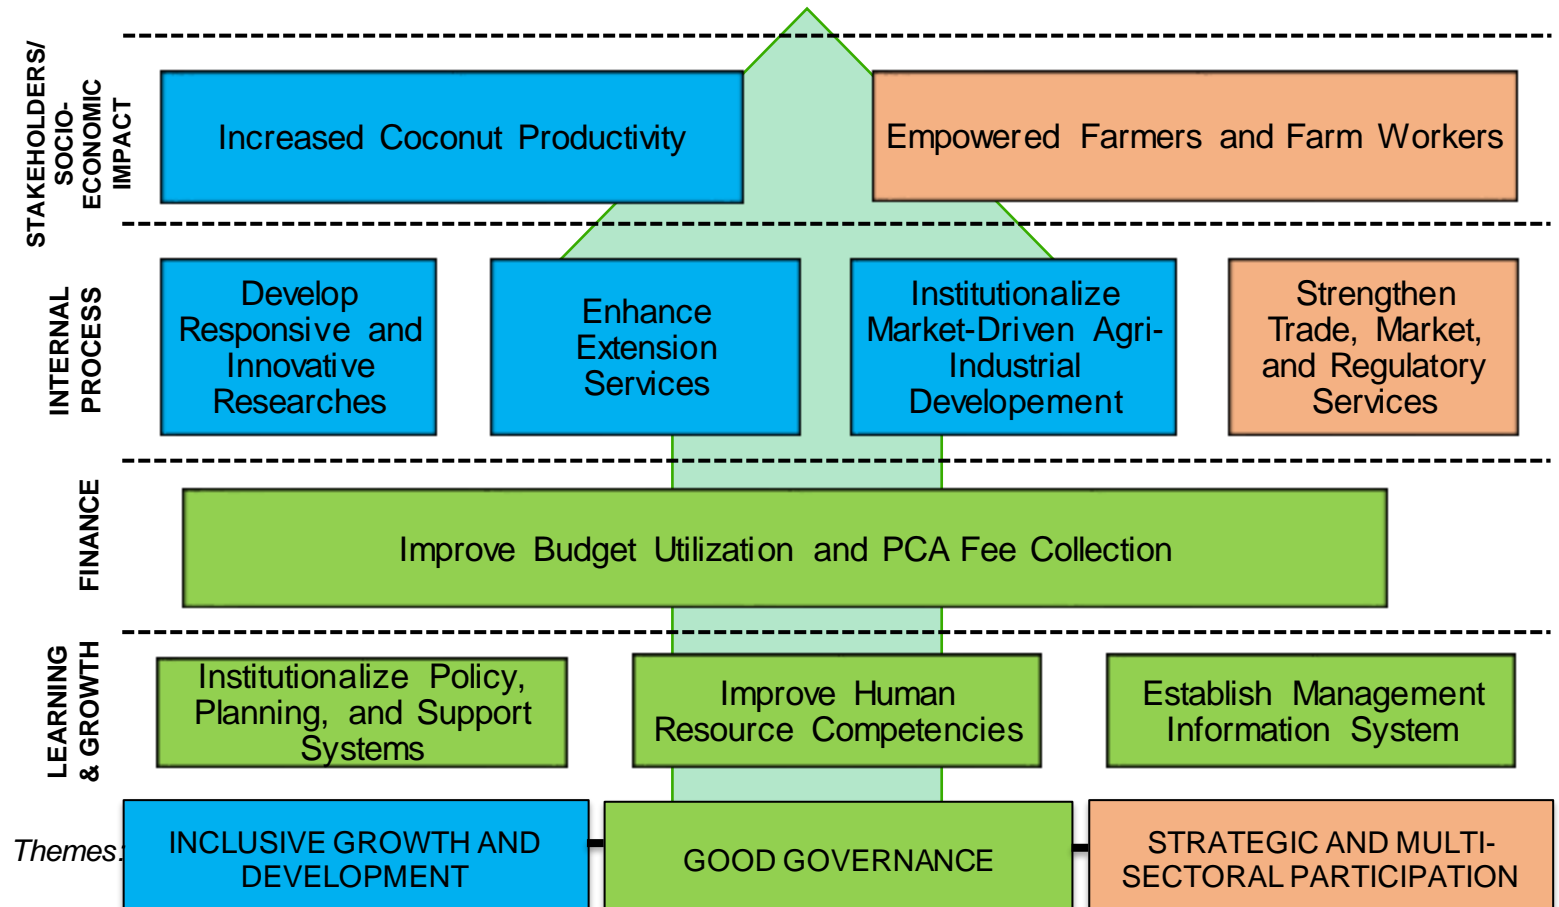 STAKEHOLDERS/
SOCIO-
ECONOMIC
IMPACT
Increased Coconut Productivity
Empowered Farmers and Farm Workers
INTERNAL
PROCESS
Develop
Responsive and
Innovative
Researches
Enhance
Extension
Services
Institutionalize
Market-Driven Agri-
Industrial
Developement
Strengthen
Trade, Market,
and Regulatory
Services
FINANCE
Improve Budget Utilization and PCA Fee Collection
LEARNING
& GROWTH
Institutionalize Policy,
Planning, and Support
Systems
Improve Human
Resource Competencies
Establish Management
Information System
Themes:
INCLUSIVE GROWTH AND
DEVELOPMENT
GOOD GOVERNANCE
STRATEGIC AND MULTI-
SECTORAL PARTICIPATION